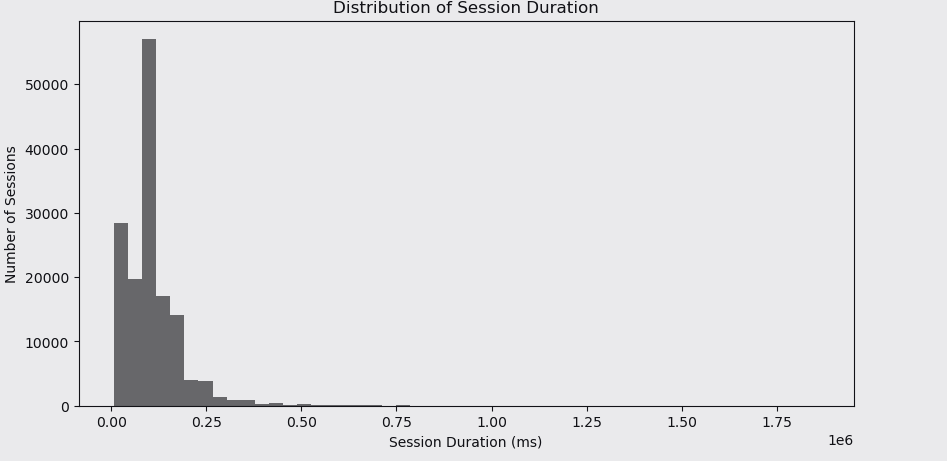 Distribution of Session Duration
50000
40000
30000
20000
10000
0
Number of Sessions
0.00 0.25 0.50 0.75 1.00 1.25 1.50 1.75
1e6
Session Duration (ms)